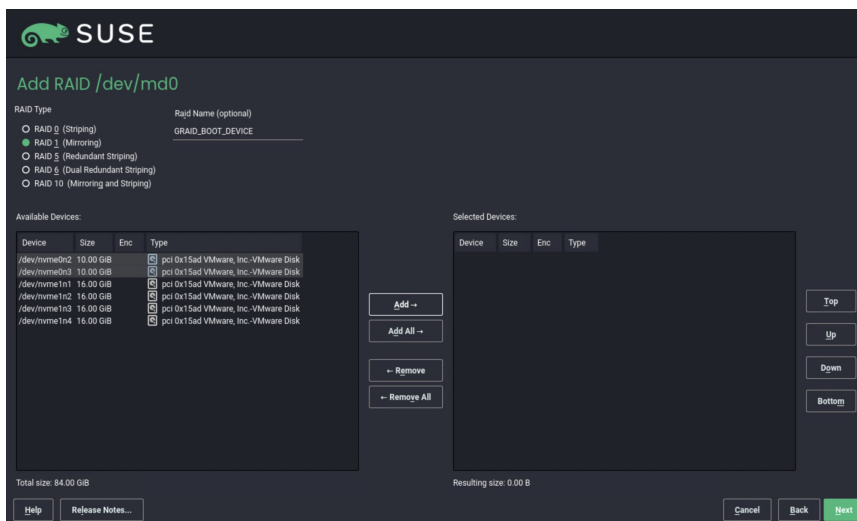 SUSE
Add RAID /dev/md0
RAID Type
RAID 0 (Striping)
RAID 1 (Mirroring)
RAID 5 (Redundant Striping)
RAID 6 (Dual Redundant Striping)
RAID 10 (Mirroring and Striping)
Raid Name (optional)
GRAID_BOOT_DEVICE
Available Devices:
Device Size Enc Type
/dev/nvme0n2 10.00 GiB pci 0x15ad VMware, Inc.-VMware Disk
/dev/nvme0n3 10.00 GiB pci 0x15ad VMware, Inc.-VMware Disk
/dev/nvme1n1 16.00 GiB pci 0x15ad VMware, Inc.-VMware Disk
/dev/nvme1n2 16.00 GiB pci 0x15ad VMware, Inc.-VMware Disk
/dev/nvme1n3 16.00 GiB pci 0x15ad VMware, Inc.-VMware Disk
/dev/nvme1n4 16.00 GiB pci 0x15ad VMware, Inc.-VMware Disk
Total size: 84.00 GiB
Add →
Add All →
← Remove
← Remove All
Selected Devices:
Device Size Enc Type
Resulting size: 0.00 B
Top
Up
Down
Bottom
Help
Release Notes...
Cancel
Back
Next